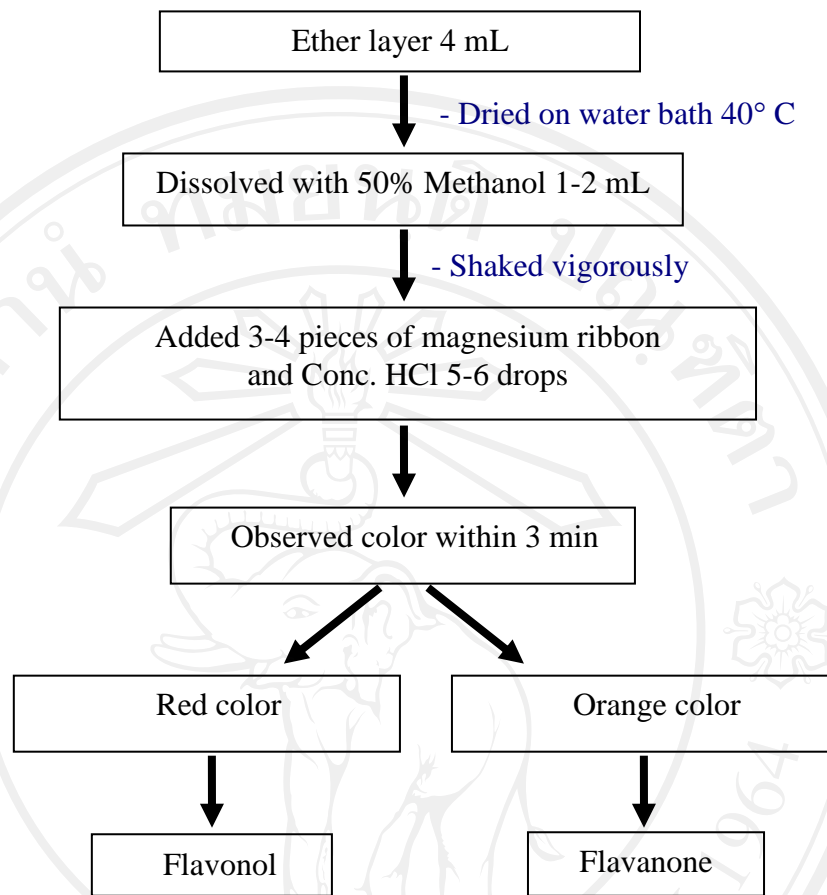 Ether layer 4 mL
- Dried on water bath 40° C
Dissolved with 50% Methanol 1-2 mL
- Shaked vigorously
Added 3-4 pieces of magnesium ribbon
and Conc. HCl 5-6 drops
Observed color within 3 min
Red color
Orange color
Flavonol
Flavanone
1964